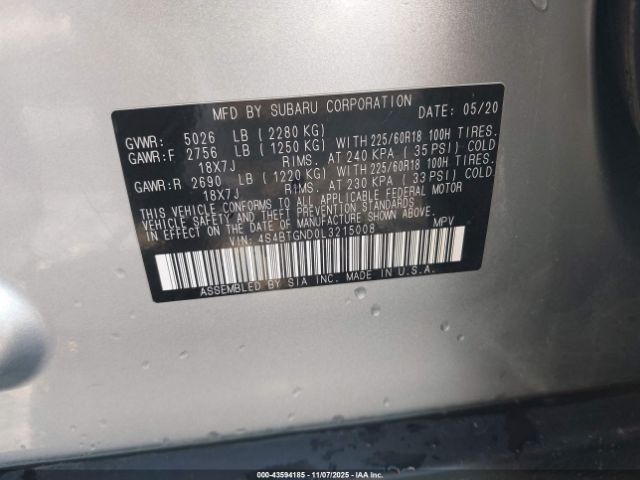 MFD BY SUBARU CORPORATION DATE: 05/20
GVWR: 5026 LB (2280 KG)
GAWR:F 2756 LB (1250 KG) WITH 225/60R18 100H TIRES.
18X7J RIMS. AT 240 KPA (35 PSI) COLD
GAWR:R 2690 LB (1220 KG) WITH 225/60R18 100H TIRES.
18X7J RIMS. AT 230 KPA (33 PSI) COLD
THIS VEHICLE CONFORMS TO ALL APPLICABLE FEDERAL MOTOR
VEHICLE SAFETY AND THEFT PREVENTION STANDARDS IN EFFECT
ON THE DATE OF MANUFACTURE SHOWN ABOVE.
VIN: 4S4BTGND0L3215008 MPV
ASSEMBLED BY SIA INC. MADE IN U.S.A.
000-43594185 - 11/07/2025 - Copyright IAA, LLC